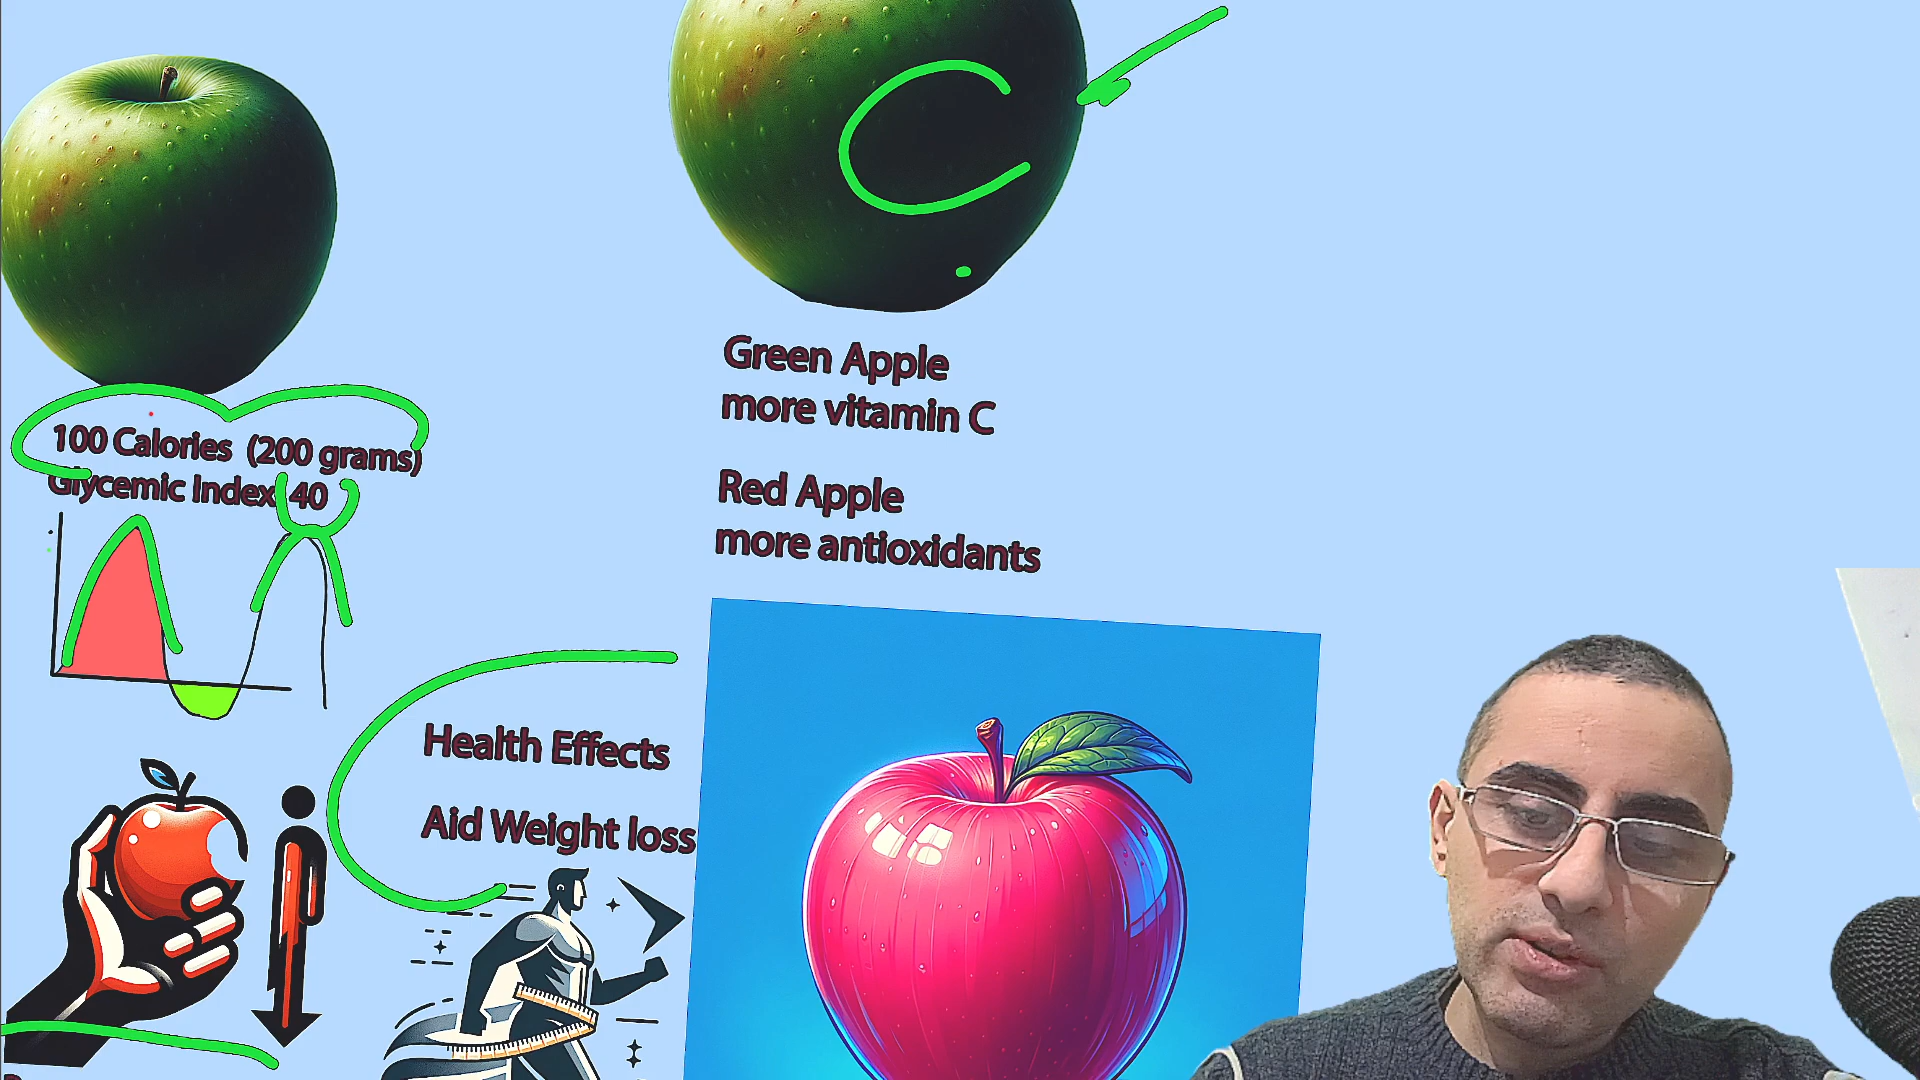 C
Green Apple
more vitamin C
Red Apple
more antioxidants
100 Calories (200 grams)
Glycemic Index 40
Health Effects
Aid Weight loss